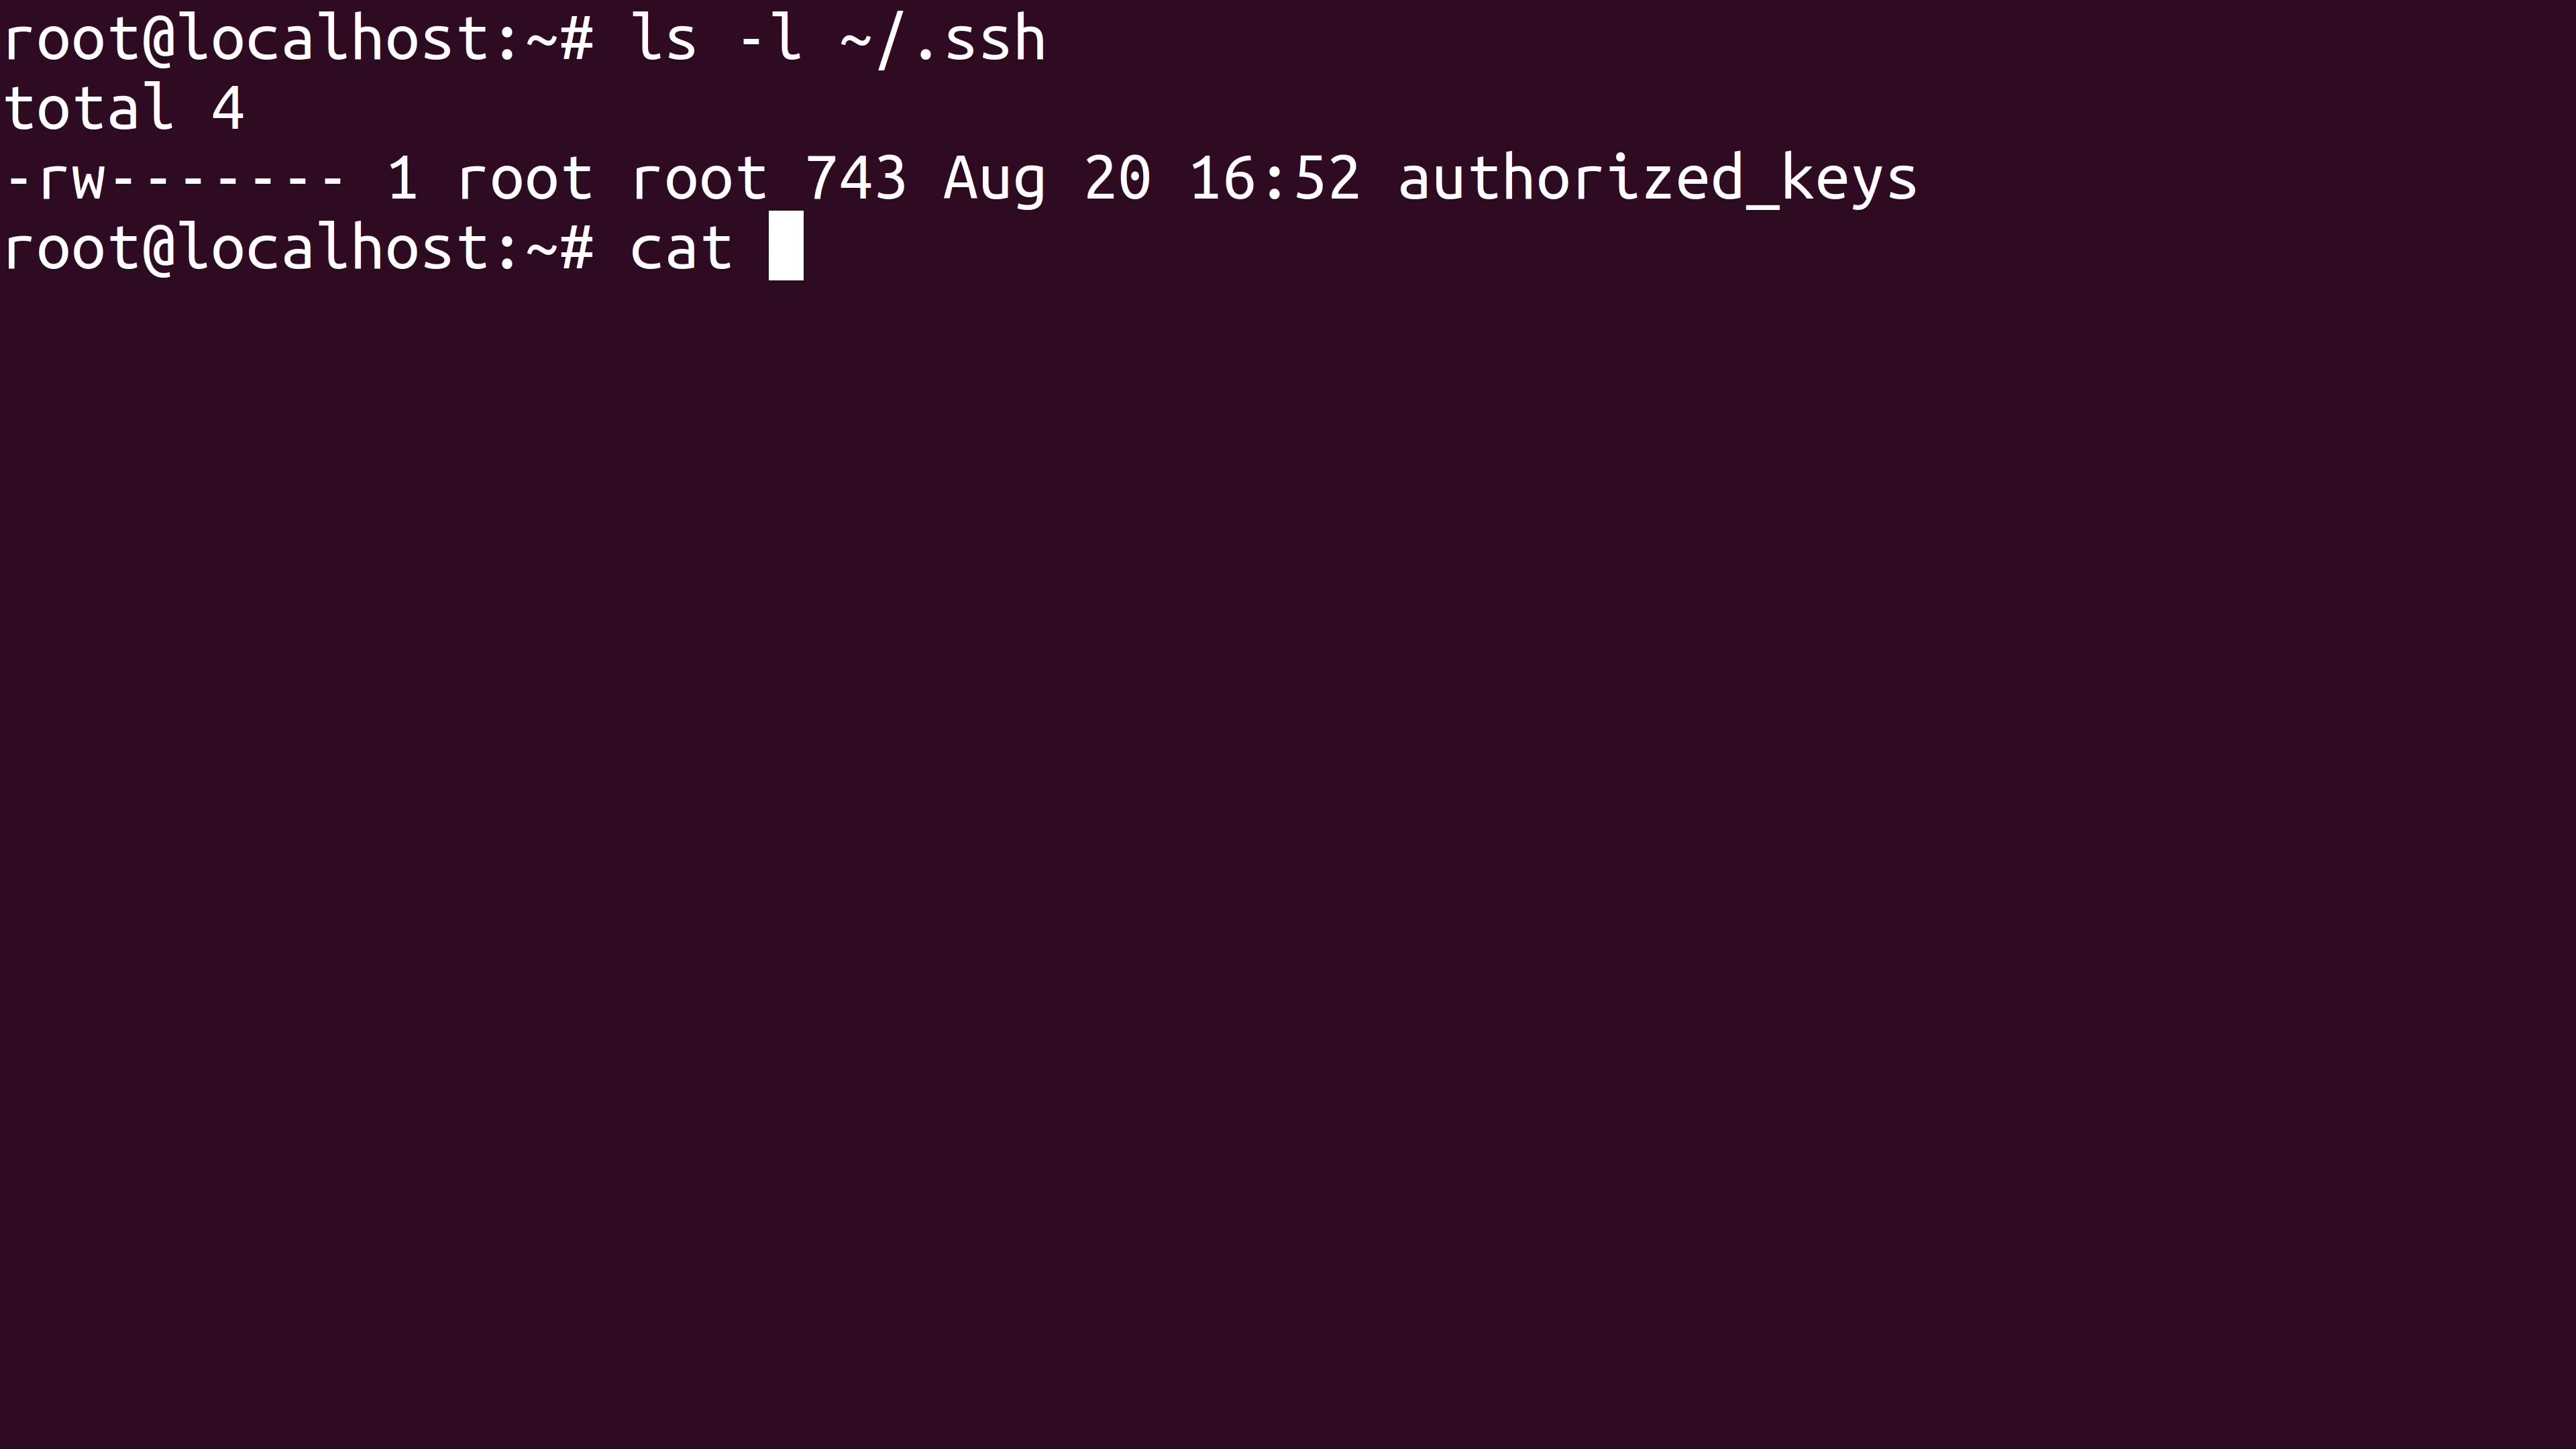 root@localhost:~# ls -l ~/.ssh
total 4
-rw------- 1 root root 743 Aug 20 16:52 authorized_keys
root@localhost:~# cat